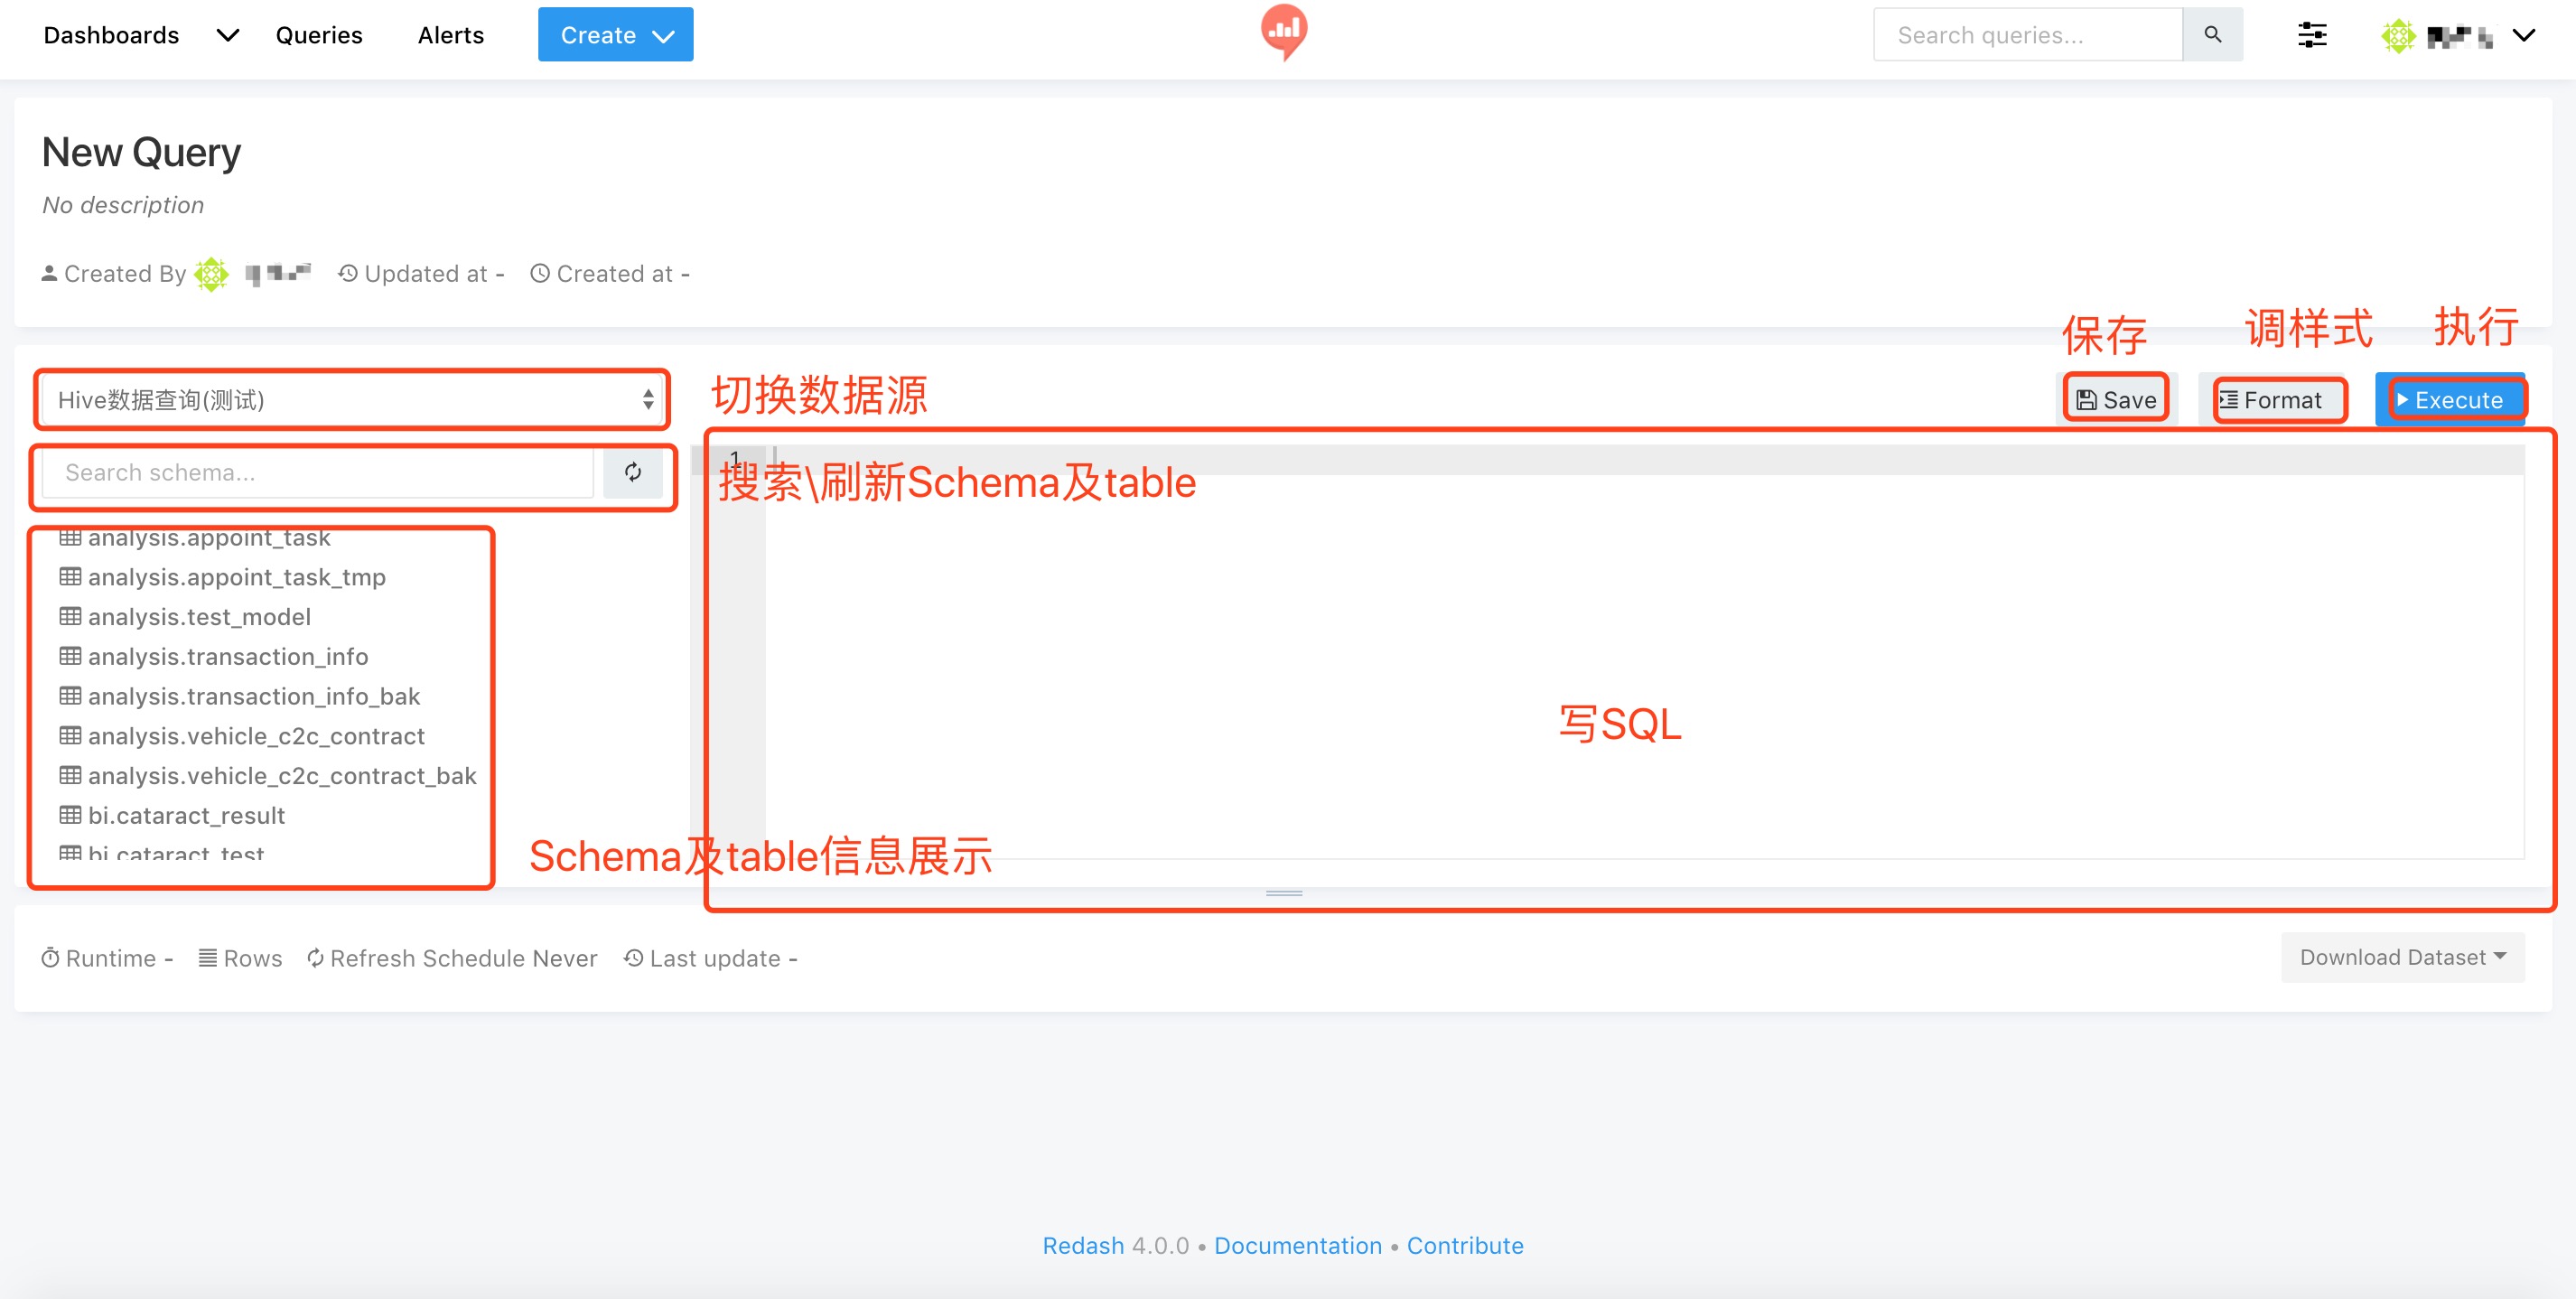 Dashboards Queries Alerts Create Search queries...
New Query
No description
Created By Updated at - Created at -
保存 调样式 执行
Hive数据查询(测试) 切换数据源 Save Format Execute
Search schema... 1
搜索\刷新Schema及table
analysis.appoint_task
analysis.appoint_task_tmp
analysis.test_model
analysis.transaction_info
analysis.transaction_info_bak
写SQL
analysis.vehicle_c2c_contract
analysis.vehicle_c2c_contract_bak
bi.cataract_result
bi.cataract_test
Schema及table信息展示
Runtime - Rows Refresh Schedule Never Last update - Download Dataset
Redash 4.0.0 • Documentation • Contribute